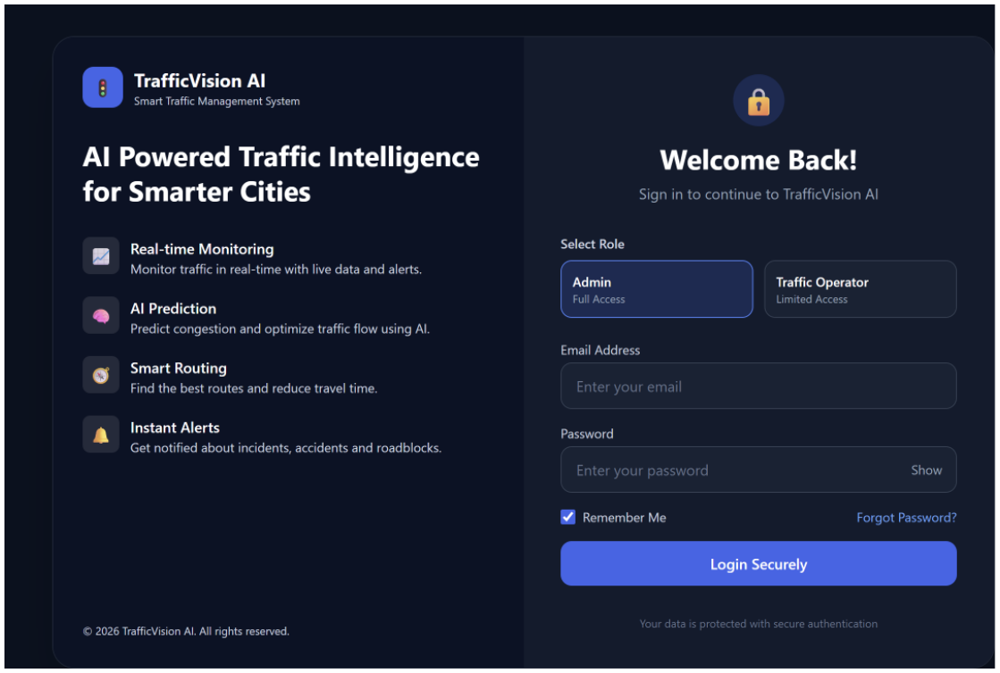 TrafficVision AI
Smart Traffic Management System
AI Powered Traffic Intelligence
for Smarter Cities
Real-time Monitoring
Monitor traffic in real-time with live data and alerts.
AI Prediction
Predict congestion and optimize traffic flow using AI.
Smart Routing
Find the best routes and reduce travel time.
Instant Alerts
Get notified about incidents, accidents and roadblocks.
© 2026 TrafficVision AI. All rights reserved.
Welcome Back!
Sign in to continue to TrafficVision AI
Select Role
Admin
Full Access
Traffic Operator
Limited Access
Email Address
Enter your email
Password
Enter your password
Show
Remember Me
Forgot Password?
Login Securely
Your data is protected with secure authentication